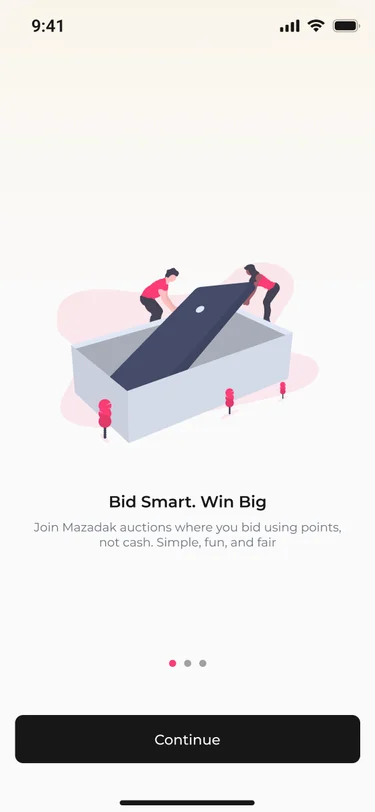 9:41
Bid Smart. Win Big
Join Mazadak auctions where you bid using points,
not cash. Simple, fun, and fair
Continue